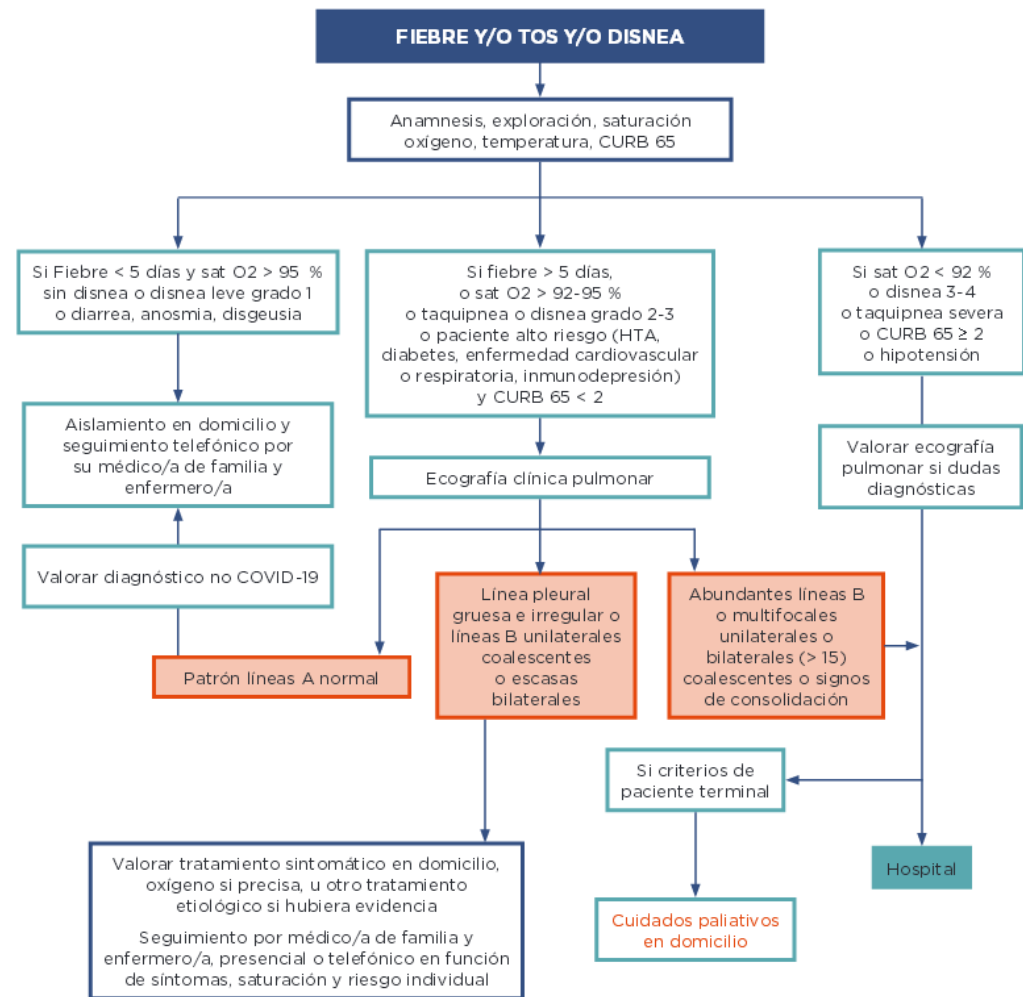 FIEBRE Y/O TOS Y/O DISNEA
Anamnesis, exploración, saturación
oxígeno, temperatura, CURB 65
Si Fiebre < 5 días y sat O2 > 95 %
sin disnea o disnea leve grado 1
o diarrea, anosmia, disgeusia
Si fiebre > 5 días,
o sat O2 > 92-95 %
o taquipnea o disnea grado 2-3
o paciente alto riesgo (HTA,
diabetes, enfermedad cardiovascular
o respiratoria, inmunodepresión)
y CURB 65 < 2
Si sat O2 < 92 %
o disnea 3-4
o taquipnea severa
o CURB 65 ≥ 2
o hipotensión
Aislamiento en domicilio y
seguimiento telefónico por
su médico/a de familia y
enfermero/a
Ecografía clínica pulmonar
Valorar ecografía
pulmonar si dudas
diagnósticas
Valorar diagnóstico no COVID-19
Patrón líneas A normal
Línea pleural
gruesa e irregular o
líneas B unilaterales
coalescentes
o escasas
bilaterales
Abundantes líneas B
o multifocales
unilaterales o
bilaterales (> 15)
coalescentes o signos
de consolidación
Si criterios de
paciente terminal
Valorar tratamiento sintomático en domicilio,
oxígeno si precisa, u otro tratamiento
etiológico si hubiera evidencia
Seguimiento por médico/a de familia y
enfermero/a, presencial o telefónico en función
de síntomas, saturación y riesgo individual
Hospital
Cuidados paliativos
en domicilio